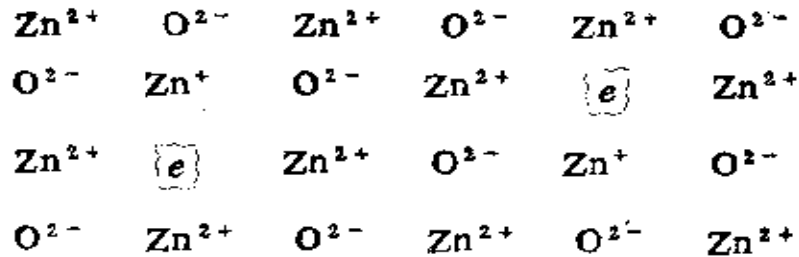 Zn²⁺ O²⁻ Zn²⁺ O²⁻ Zn²⁺ O²⁻
O²⁻ Zn⁺ O²⁻ Zn²⁺ e Zn²⁺
Zn²⁺ e Zn²⁺ O²⁻ Zn⁺ O²⁻
O²⁻ Zn²⁺ O²⁻ Zn²⁺ O²⁻ Zn²⁺